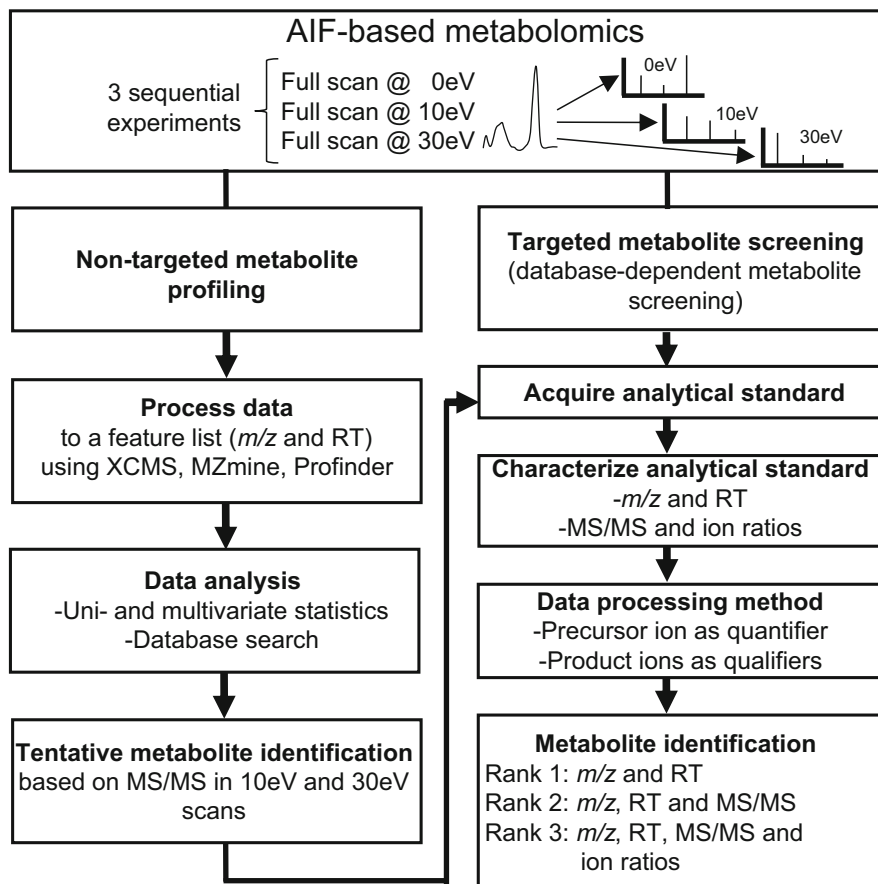 AIF-based metabolomics
3 sequential
experiments
Full scan @ 0eV
Full scan @ 10eV
Full scan @ 30eV
0eV
10eV
30eV
Non-targeted metabolite
profiling
Process data
to a feature list (m/z and RT)
using XCMS, MZmine, Profinder
Data analysis
-Uni- and multivariate statistics
-Database search
Tentative metabolite identification
based on MS/MS in 10eV and 30eV
scans
Targeted metabolite screening
(database-dependent metabolite
screening)
Acquire analytical standard
Characterize analytical standard
-m/z and RT
-MS/MS and ion ratios
Data processing method
-Precursor ion as quantifier
-Product ions as qualifiers
Metabolite identification
Rank 1: m/z and RT
Rank 2: m/z, RT and MS/MS
Rank 3: m/z, RT, MS/MS and
ion ratios